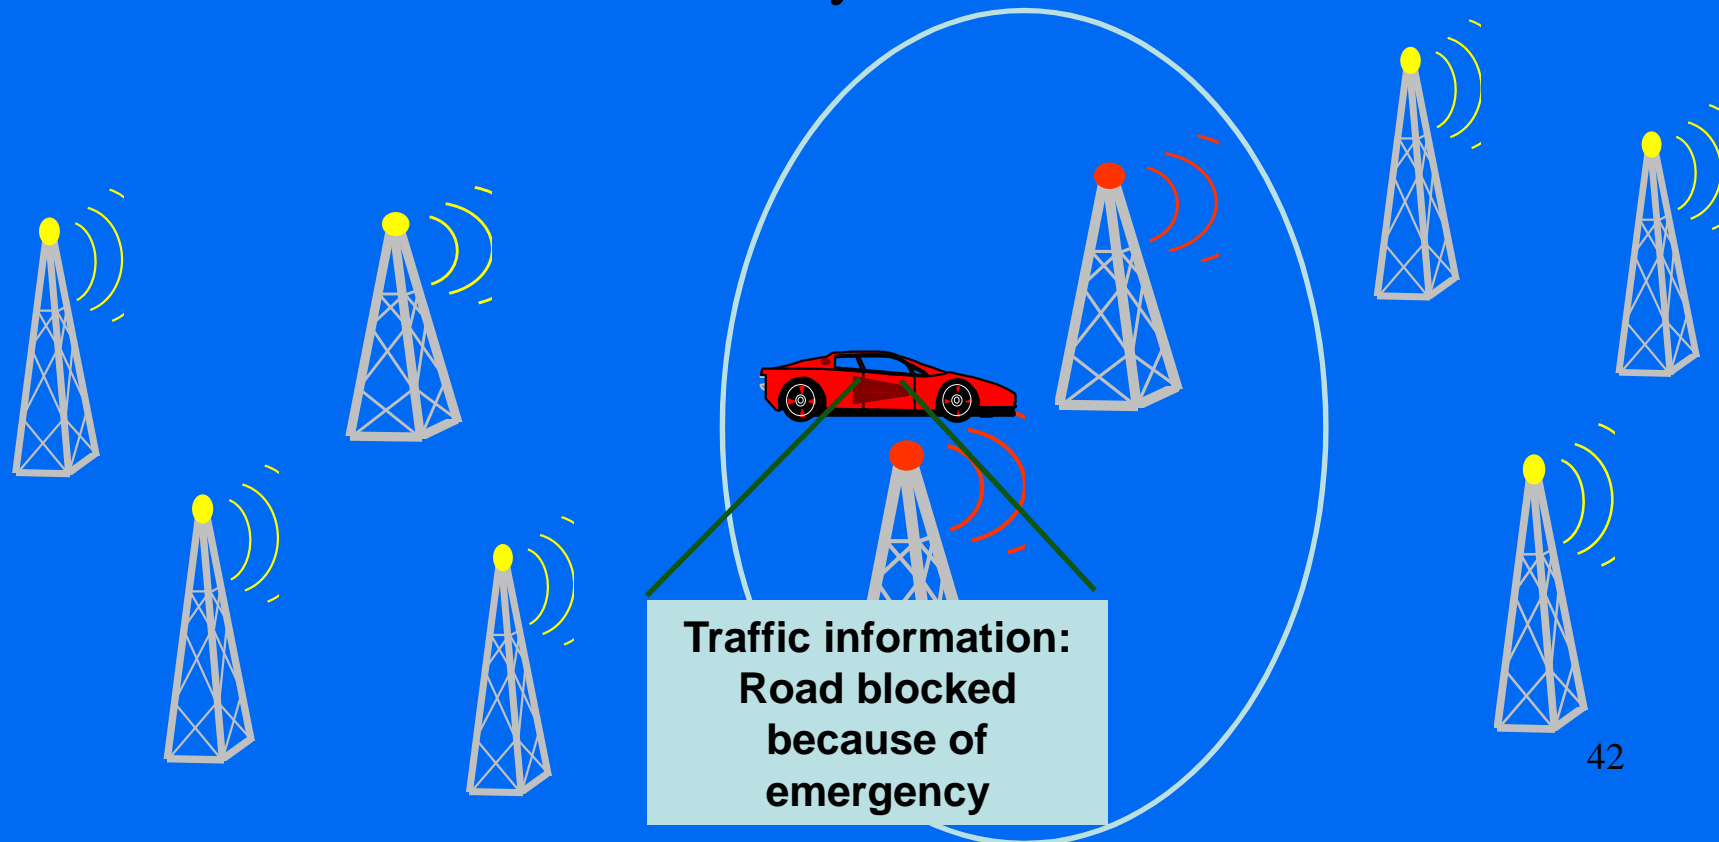 Traffic information:
Road blocked
because of
emergency
42